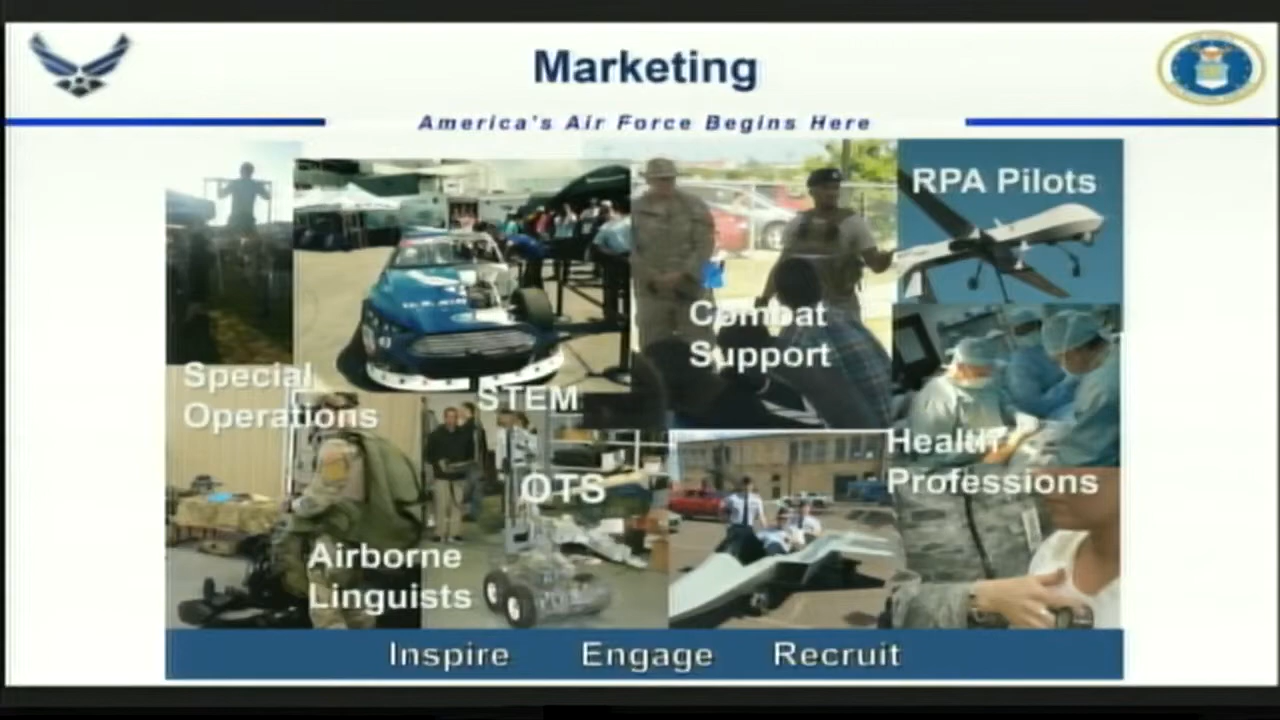 Marketing
America's Air Force Begins Here
RPA Pilots
Combat
Support
Special
Operations
STEM
Health
Professions
OTS
Airborne
Linguists
Inspire Engage Recruit